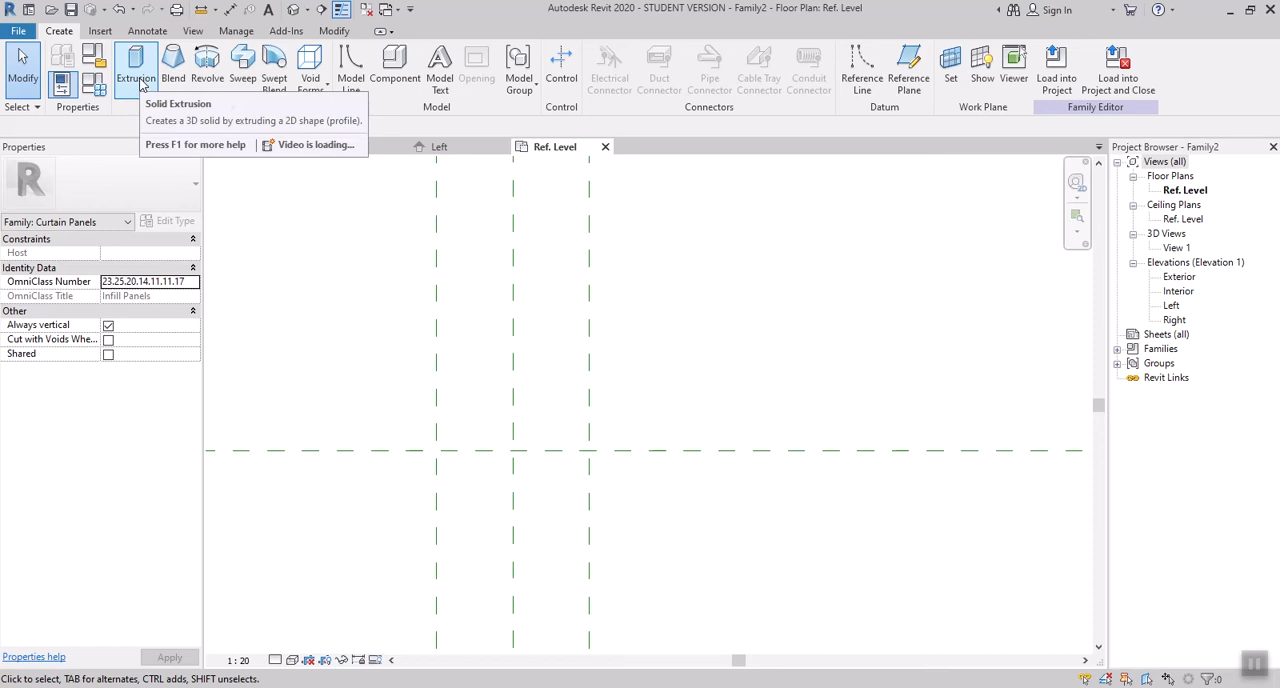 Autodesk Revit 2020 - STUDENT VERSION - Family2 - Floor Plan: Ref. Level
Sign In
File Create Insert Annotate View Manage Add-Ins Modify
Modify Extrusion Blend Revolve Sweep Swept Blend Void Forms Model Line Component Model Text Opening Model Group Control Electrical Connector Duct Connector Pipe Connector Cable Tray Connector Conduit Connector Reference Line Reference Plane Set Show Viewer Load into Project Load into Project and Close
Select Properties Model Control Connectors Datum Work Plane Family Editor
Solid Extrusion
Creates a 3D solid by extruding a 2D shape (profile).
Press F1 for more help Video is loading...
Properties
Left
Ref. Level
Project Browser - Family2
R
Family: Curtain Panels Edit Type
Constraints
Host
Identity Data
OmniClass Number 23.25.20.14.11.11.17
OmniClass Title Infill Panels
Other
Always vertical
Cut with Voids Whe...
Shared
Views (all)
Floor Plans
Ref. Level
Ceiling Plans
Ref. Level
3D Views
View 1
Elevations (Elevation 1)
Exterior
Interior
Left
Right
Sheets (all)
Families
Groups
Revit Links
Properties help Apply
1 : 20
Click to select, TAB for alternates, CTRL adds, SHIFT unselects.
:0